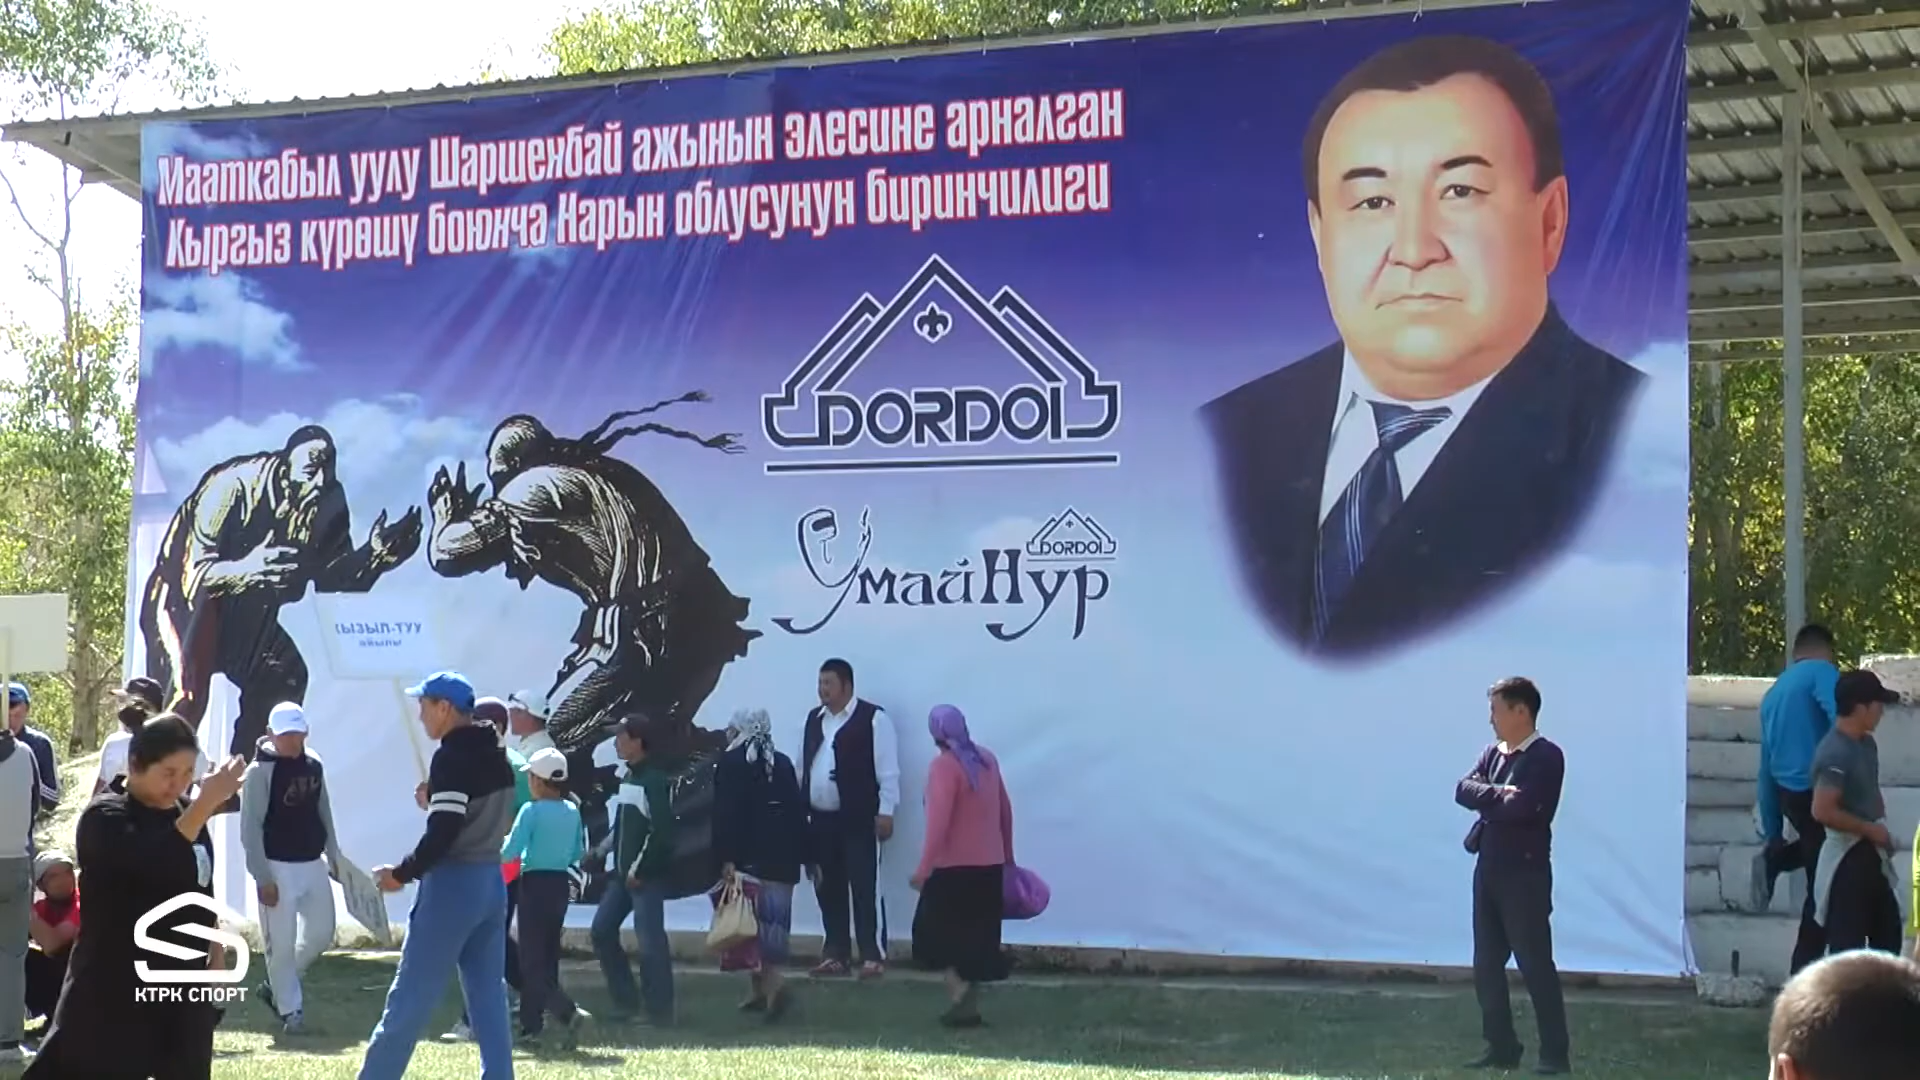 Мааткабыл уулу Шаршенбай ажынын элесине арналган
Кыргыз күрөшү боюнча Нарын облусунун биринчилиги
DORDOI
DORDOI
УмайНур
КЫЗЫЛ-ТУУ
айылы
КТРК СПОРТ